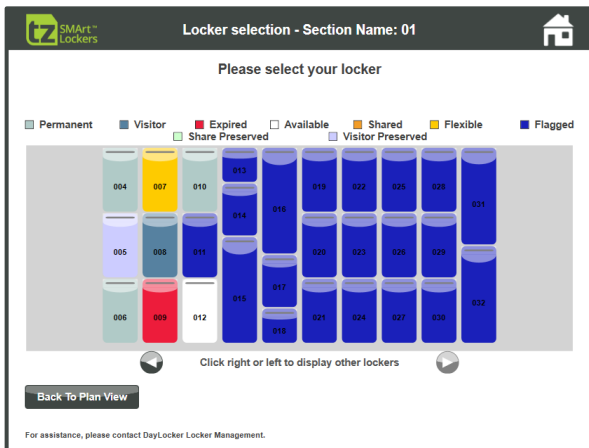 tz SMArt™ Lockers
Locker selection - Section Name: 01
Please select your locker
Permanent Visitor Expired Available Shared Flexible Flagged
Share Preserved Visitor Preserved
004 007 010 013 016 019 022 025 028 031
014
005 008 011 020 023 026 029
015 017 032
006 009 012 018 021 024 027 030
Click right or left to display other lockers
Back To Plan View
For assistance, please contact DayLocker Locker Management.